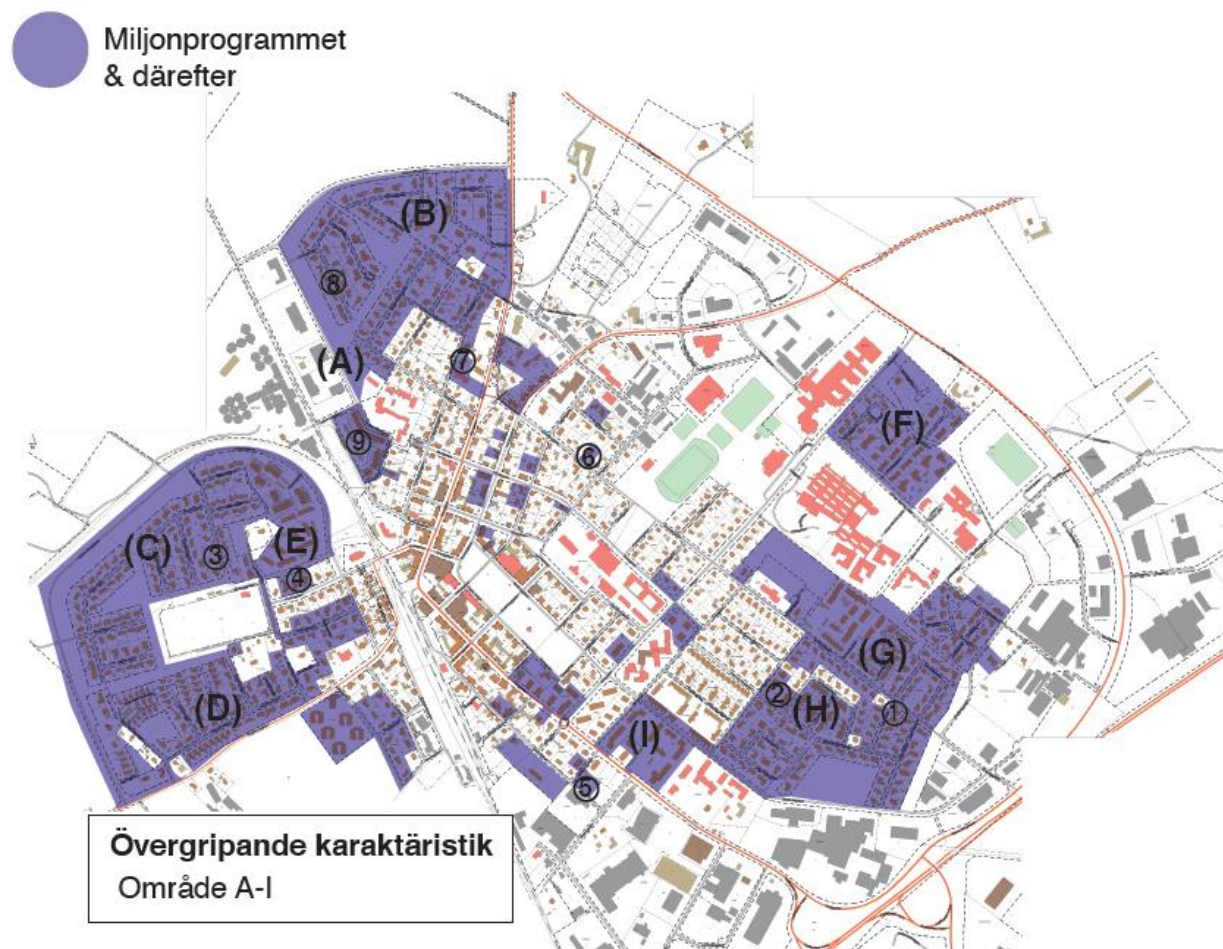 Miljonprogrammet
& därefter
(B)
⑧
(A)
⑦
⑨
⑥
(F)
(C)
③
(E)
④
(D)
(G)
②
(H)
①
(I)
⑤
Övergripande karaktäristik
Område A-I